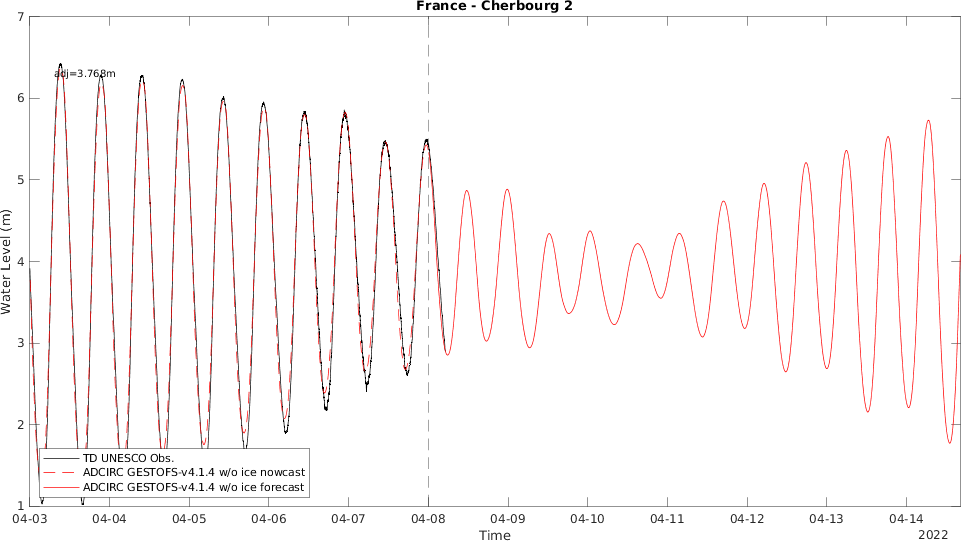 France - Cherbourg 2
7
6
5
4
3
2
1
Water Level (m)
adj=3.768m
TD UNESCO Obs.
ADCIRC GESTOFS-v4.1.4 w/o ice nowcast
ADCIRC GESTOFS-v4.1.4 w/o ice forecast
04-03 04-04 04-05 04-06 04-07 04-08 04-09 04-10 04-11 04-12 04-13 04-14
Time
2022